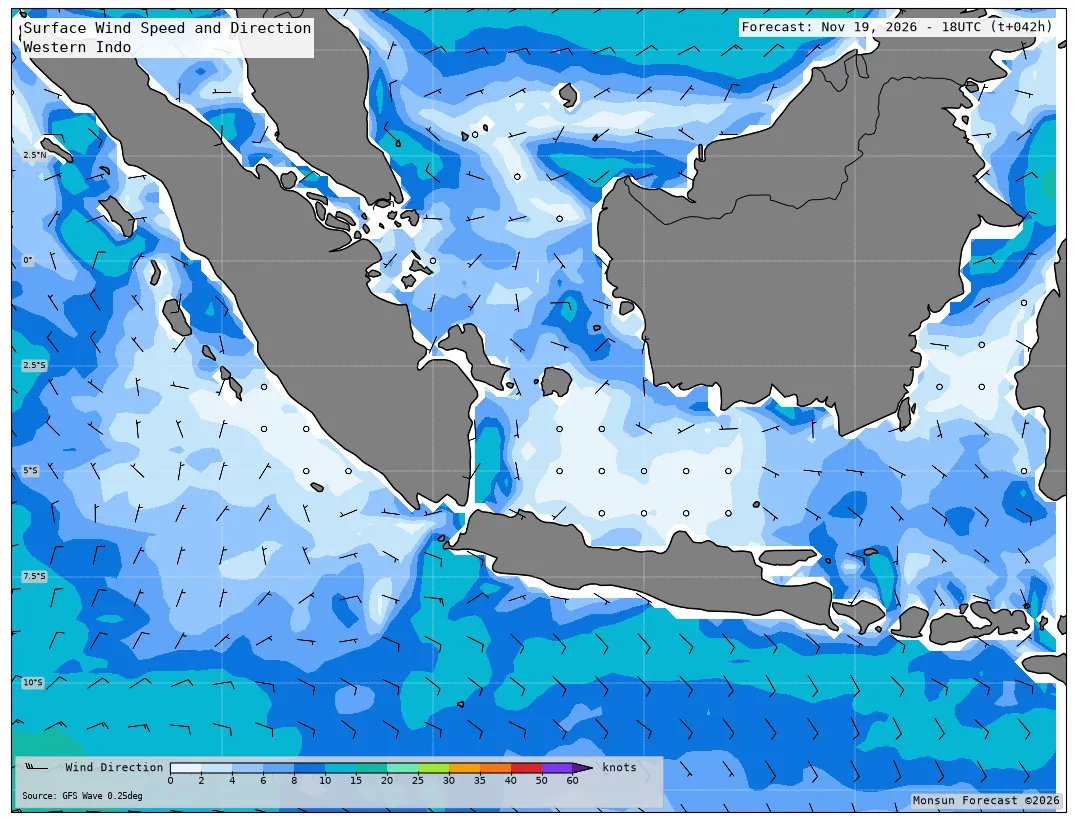 Surface Wind Speed and Direction
Western Indo
Forecast: Nov 19, 2026 - 18UTC (t+042h)
2.5°N
0°
2.5°S
5°S
7.5°S
10°S
Wind Direction
0 2 4 6 8 10 15 20 25 30 35 40 50 60
knots
Source: GFS Wave 0.25deg
Monsun Forecast ©2026